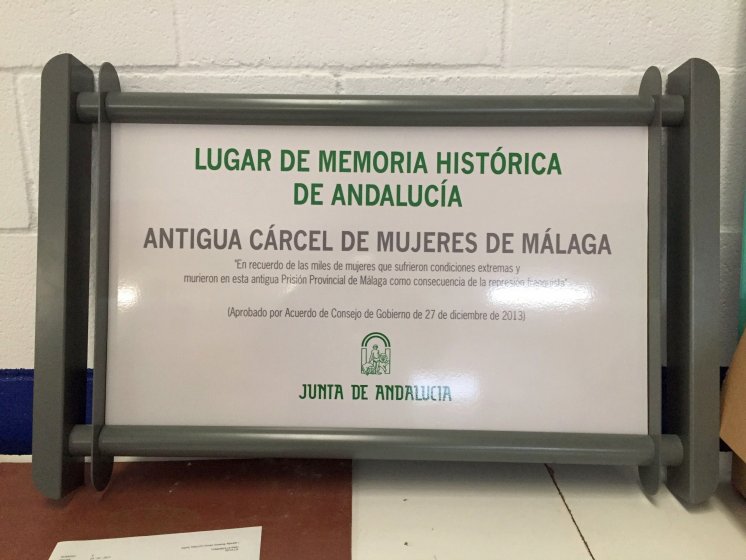 LUGAR DE MEMORIA HISTÓRICA
DE ANDALUCÍA
ANTIGUA CÁRCEL DE MUJERES DE MÁLAGA
"En recuerdo de las miles de mujeres que sufrieron condiciones extremas y
murieron en esta antigua Prisión Provincial de Málaga como consecuencia de la represión franquista"
(Aprobado por Acuerdo de Consejo de Gobierno de 27 de diciembre de 2013)
JUNTA DE ANDALUCIA